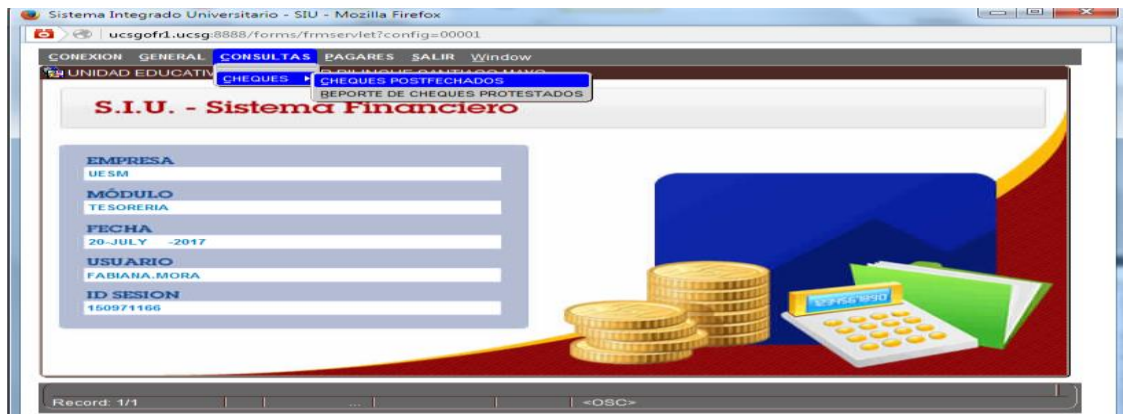 Sistema Integrado Universitario - SIU - Mozilla Firefox
ucsgofr1.ucsg:8888/forms/frmservlet?config=00001
CONEXION GENERAL CONSULTAS PAGARES SALIR Window
UNIDAD EDUCATIV
CHEQUES
CHEQUES POSTFECHADOS
REPORTE DE CHEQUES PROTESTADOS
S.I.U. - Sistema Financiero
EMPRESA
UESM
MÓDULO
TESORERIA
FECHA
20-JULY -2017
USUARIO
FABIANA.MORA
ID SESION
150971166
1234567890
Record: 1/1 ... <OSC>